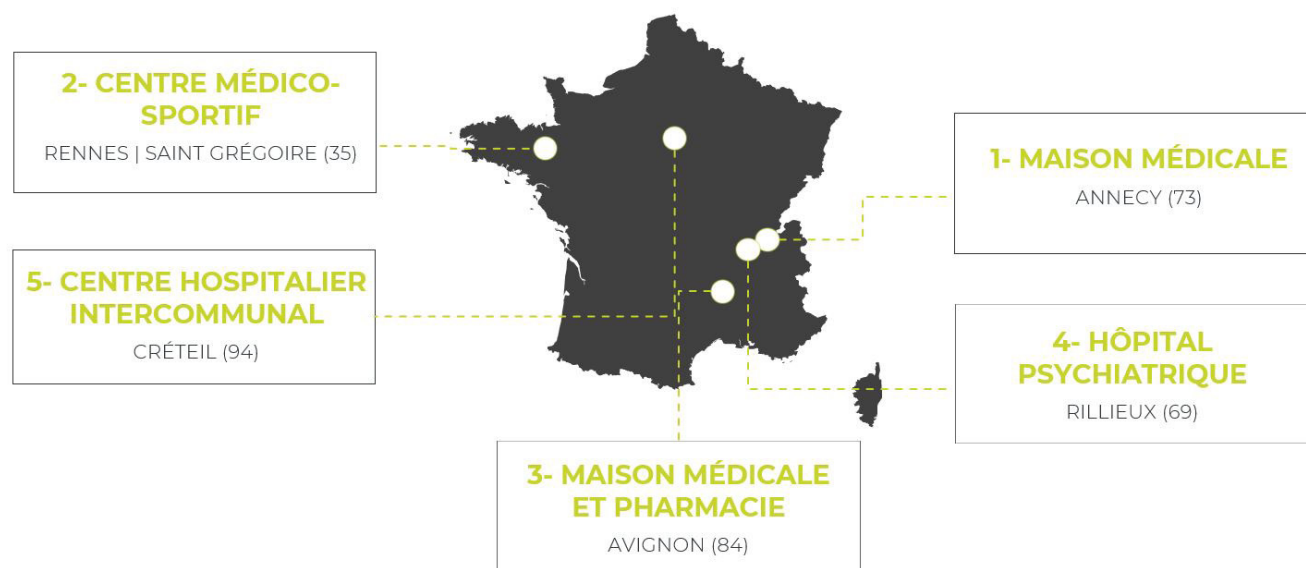 2- CENTRE MÉDICO-
SPORTIF
RENNES | SAINT GRÉGOIRE (35)
1- MAISON MÉDICALE
ANNECY (73)
5- CENTRE HOSPITALIER
INTERCOMMUNAL
CRÉTEIL (94)
4- HÔPITAL
PSYCHIATRIQUE
RILLIEUX (69)
3- MAISON MÉDICALE
ET PHARMACIE
AVIGNON (84)